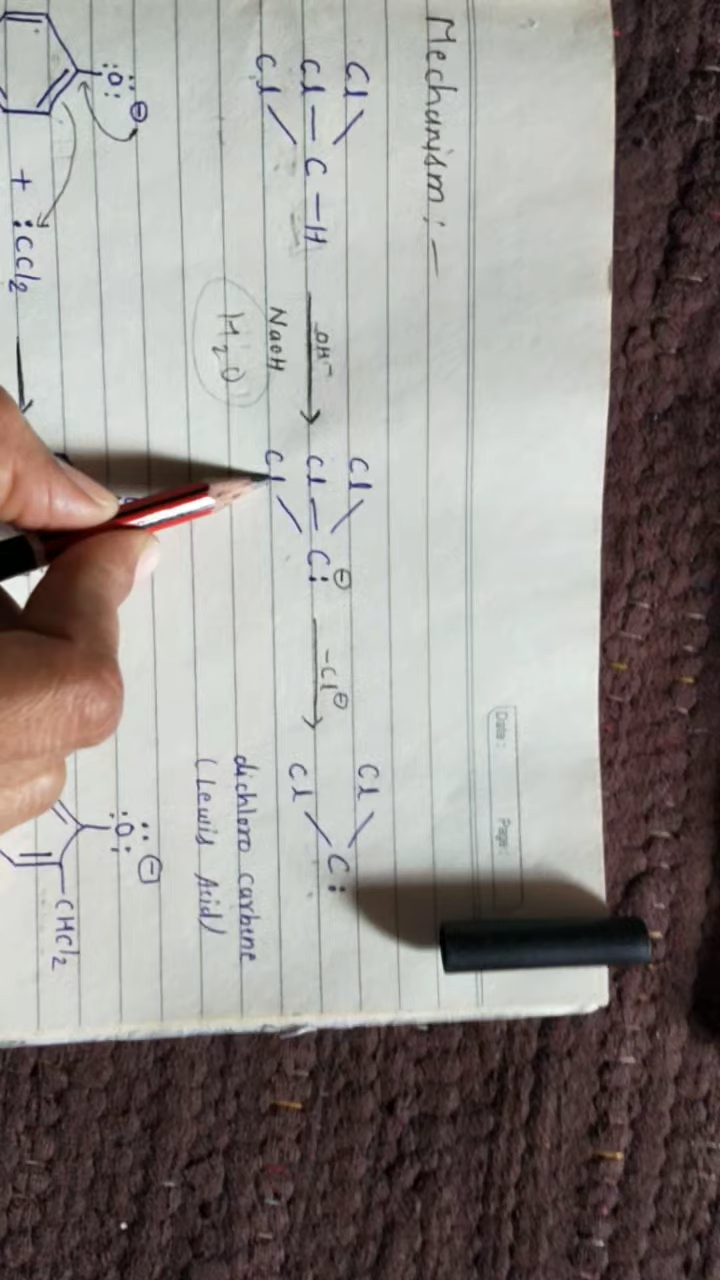 Date: Page:
Mechanism :-
Cl Cl Cl
Cl - C - H OH⁻ Cl - C:⊖ -Cl⊖ C:
Cl NaOH Cl Cl
H₂O dichloro carbene
(Lewis Acid)
⊖ ⊖
:Ö: :Ö:
+ :CCl₂ CHCl₂